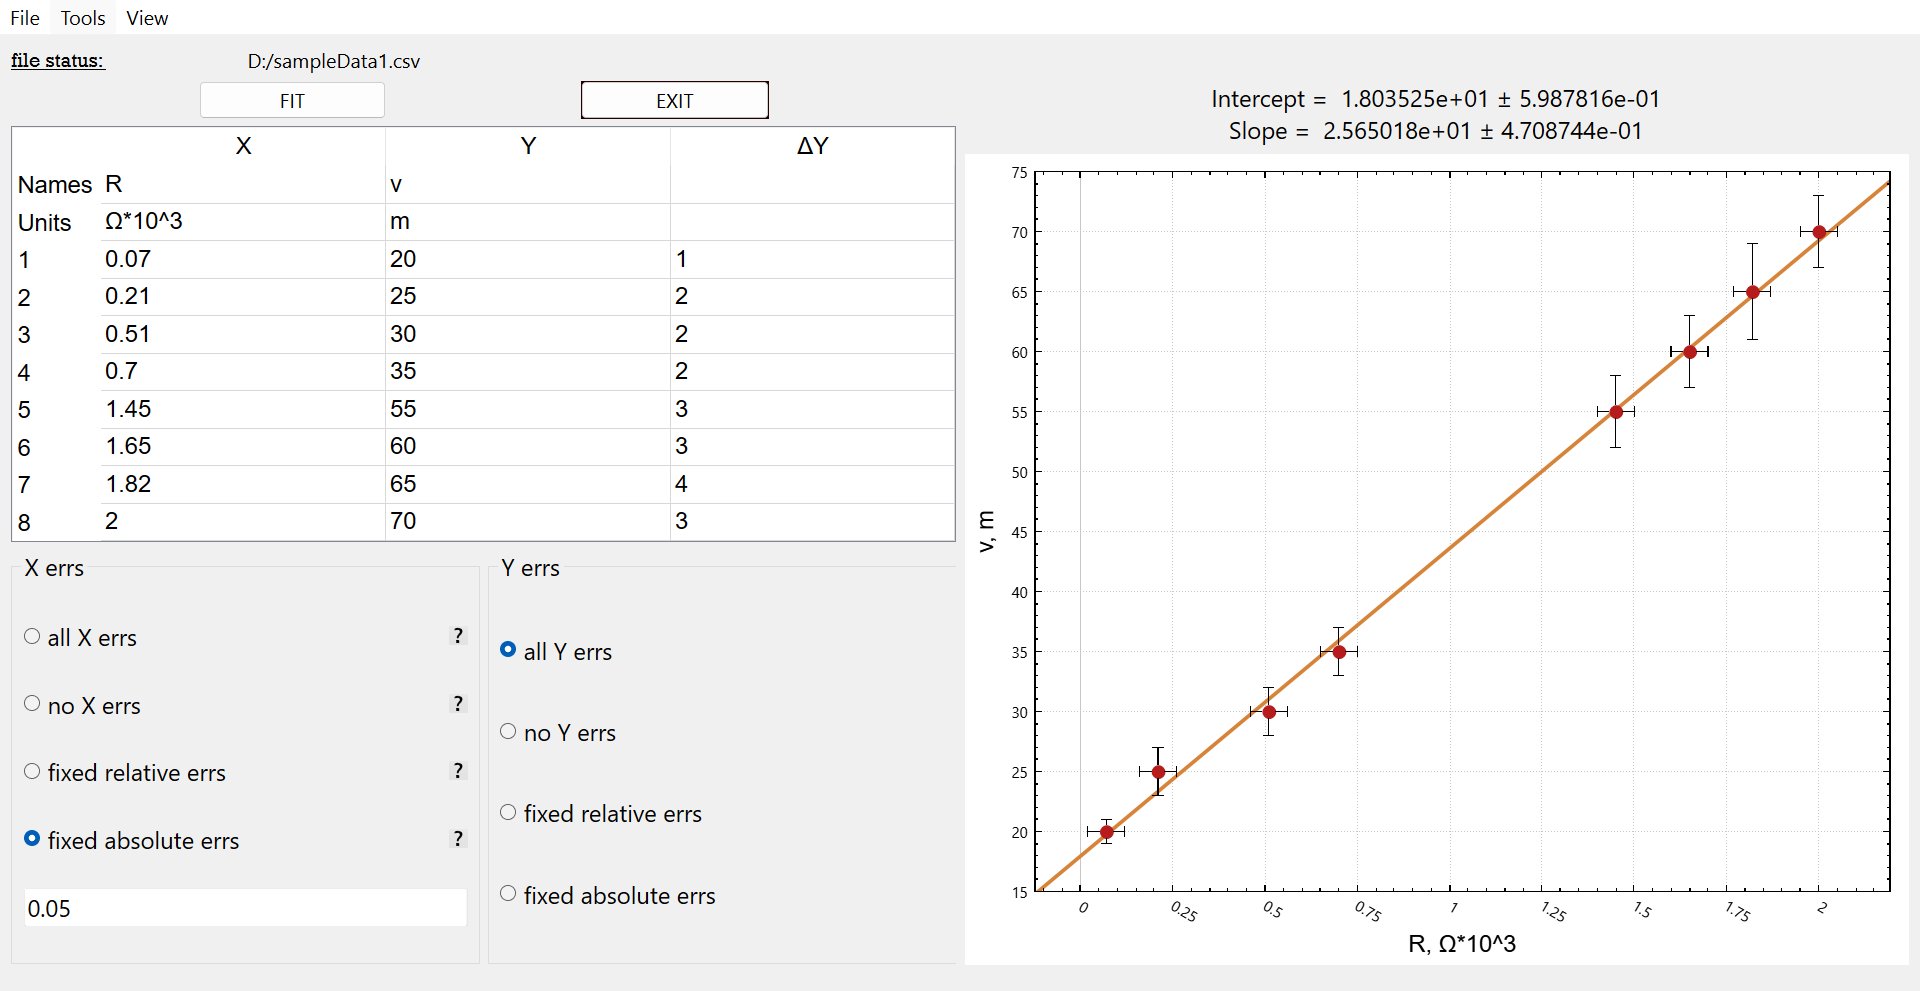 File Tools View
file status: D:/sampleData1.csv
FIT EXIT
X Y ΔY
Names R v
Units Ω*10^3 m
1 0.07 20 1
2 0.21 25 2
3 0.51 30 2
4 0.7 35 2
5 1.45 55 3
6 1.65 60 3
7 1.82 65 4
8 2 70 3
X errs
all X errs ?
no X errs ?
fixed relative errs ?
fixed absolute errs ?
0.05
Y errs
all Y errs
no Y errs
fixed relative errs
fixed absolute errs
Intercept = 1.803525e+01 ± 5.987816e-01
Slope = 2.565018e+01 ± 4.708744e-01
75
70
65
60
55
50
45
40
35
30
25
20
15
v, m
0 0.25 0.5 0.75 1 1.25 1.5 1.75 2
R, Ω*10^3